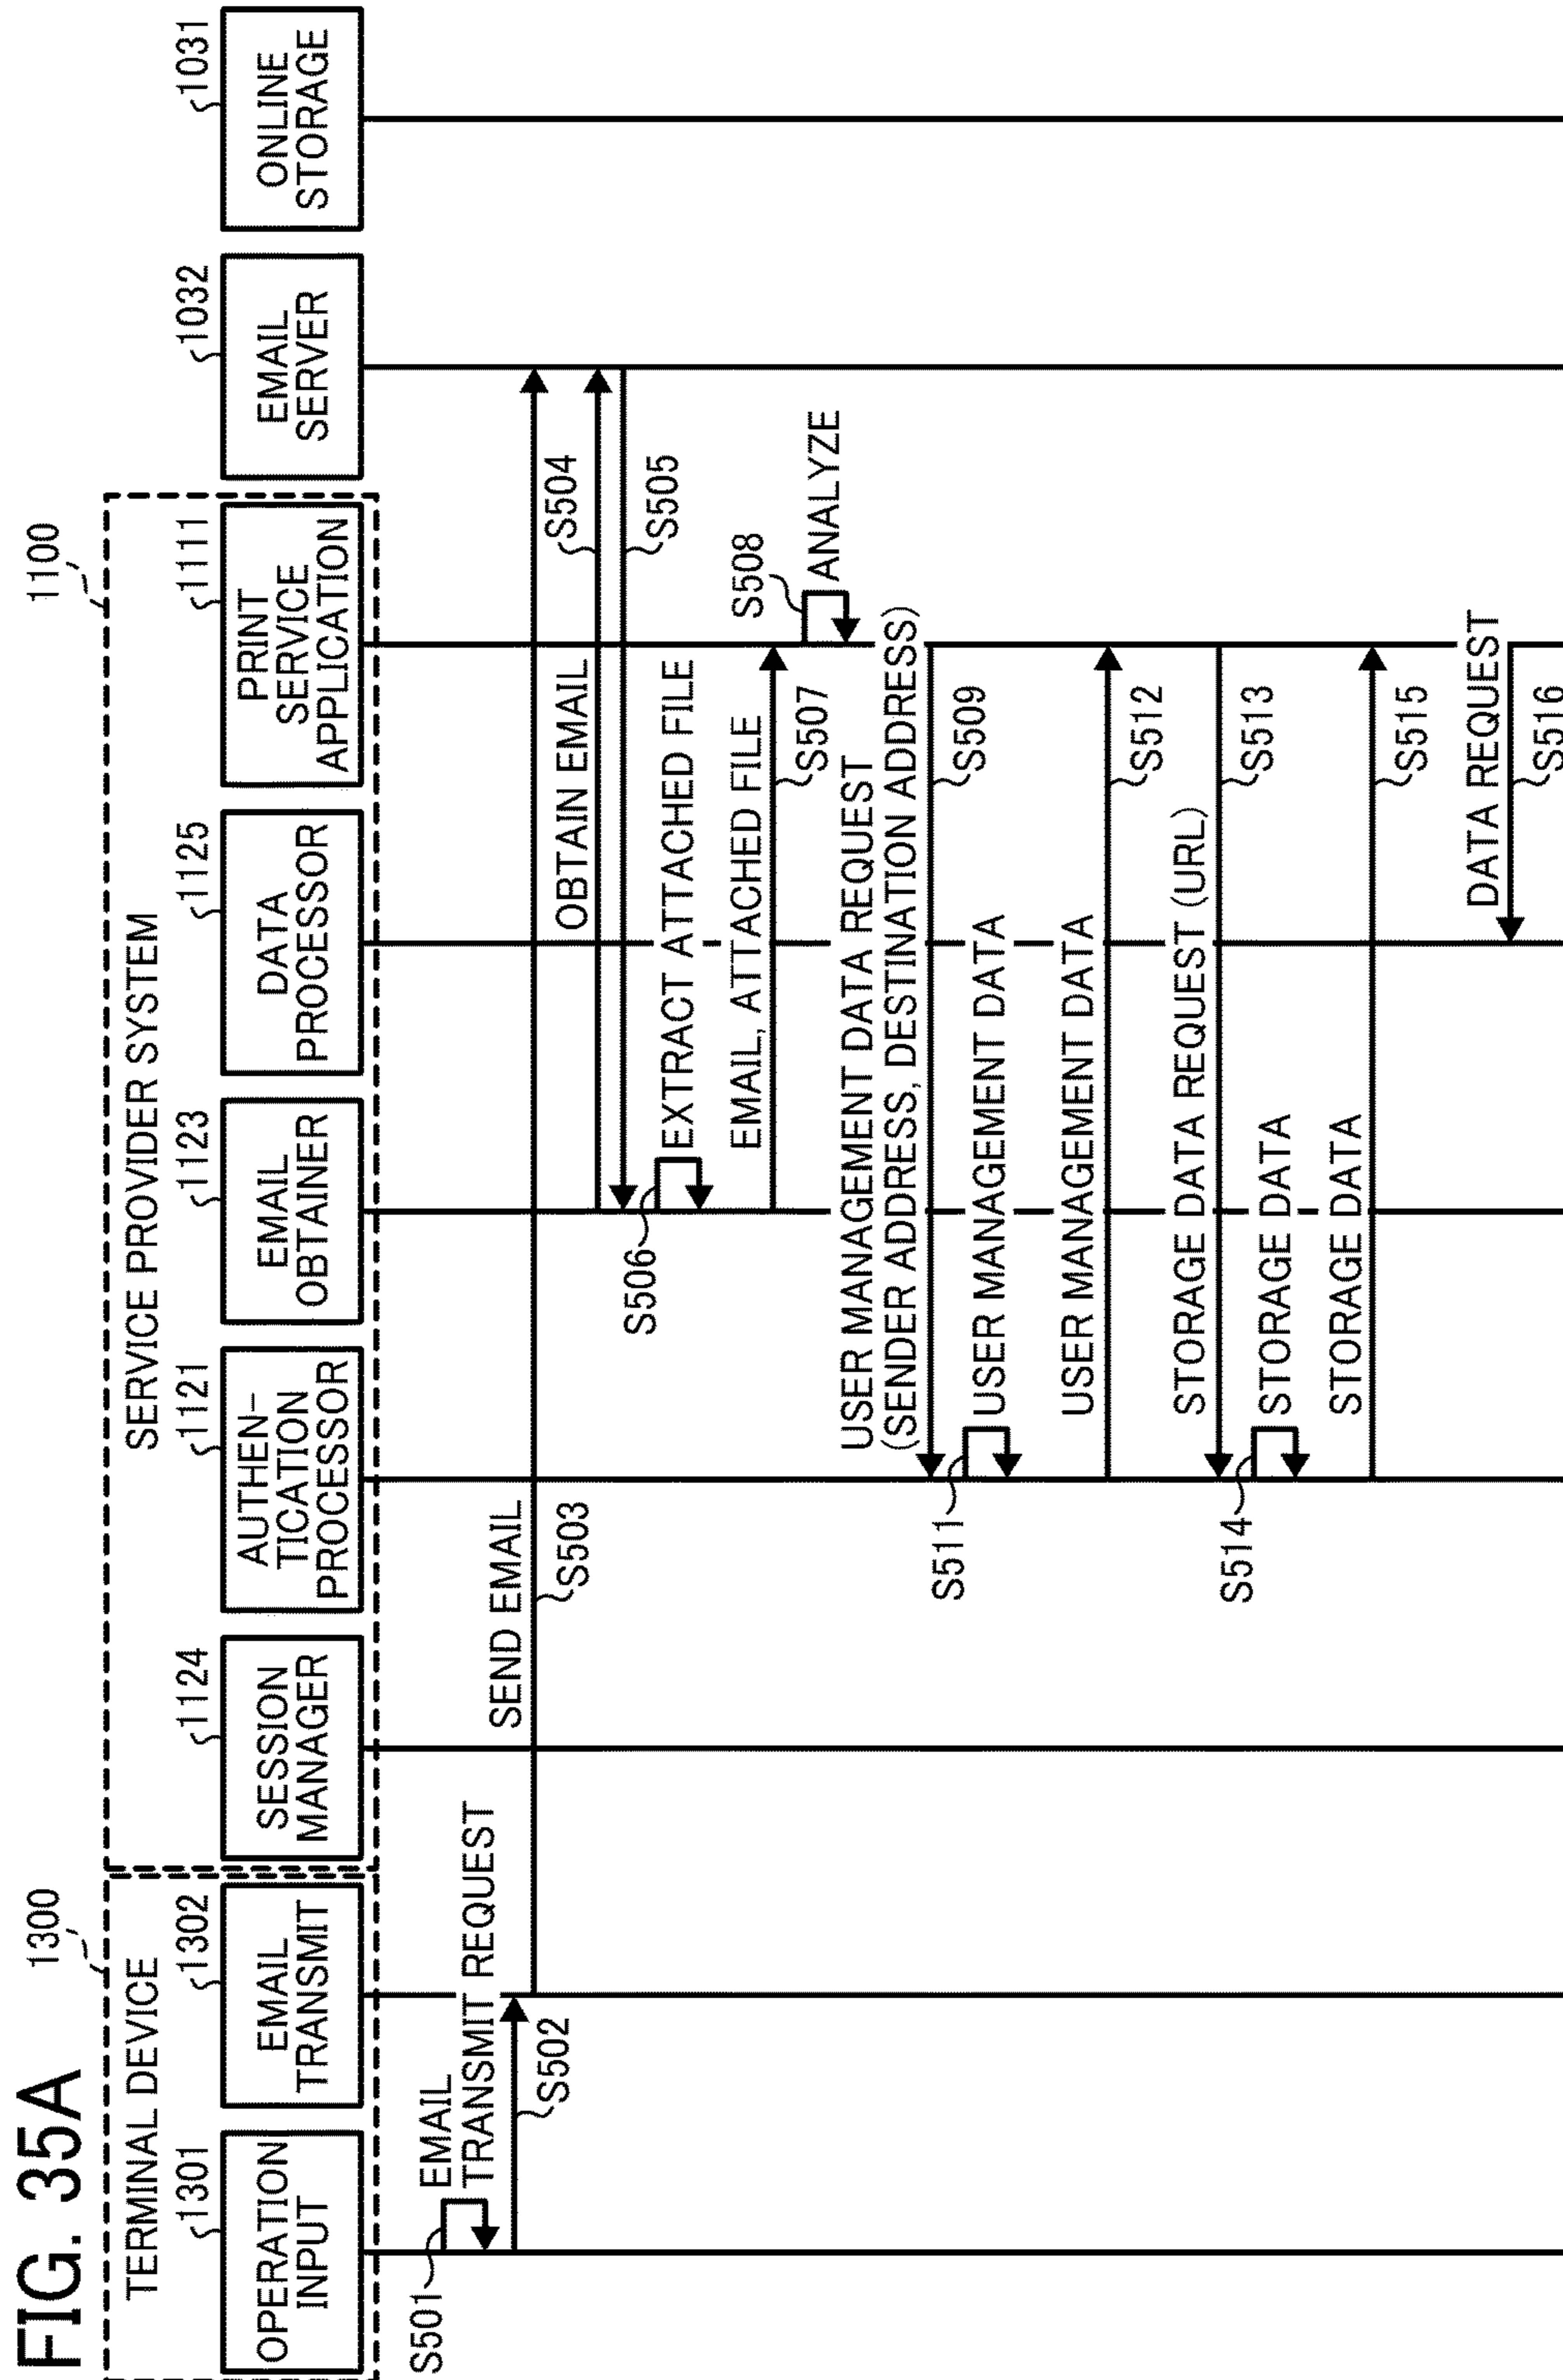 FIG. 35A
1300
1100
TERMINAL DEVICE
SERVICE PROVIDER SYSTEM
1301
1302
1124
1121
1123
1125
1111
1032
1031
OPERATION
INPUT
EMAIL
TRANSMIT
SESSION
MANAGER
AUTHEN-
TICATION
PROCESSOR
EMAIL
OBTAINER
DATA
PROCESSOR
PRINT
SERVICE
APPLICATION
EMAIL
SERVER
ONLINE
STORAGE
S501
EMAIL
TRANSMIT REQUEST
S502
SEND EMAIL
S503
OBTAIN EMAIL
S504
S505
S506
EXTRACT ATTACHED FILE
EMAIL, ATTACHED FILE
S507
S508
ANALYZE
USER MANAGEMENT DATA REQUEST
(SENDER ADDRESS, DESTINATION ADDRESS)
S509
S511
USER MANAGEMENT DATA
USER MANAGEMENT DATA
S512
STORAGE DATA REQUEST (URL)
S513
S514
STORAGE DATA
STORAGE DATA
S515
DATA REQUEST
S516